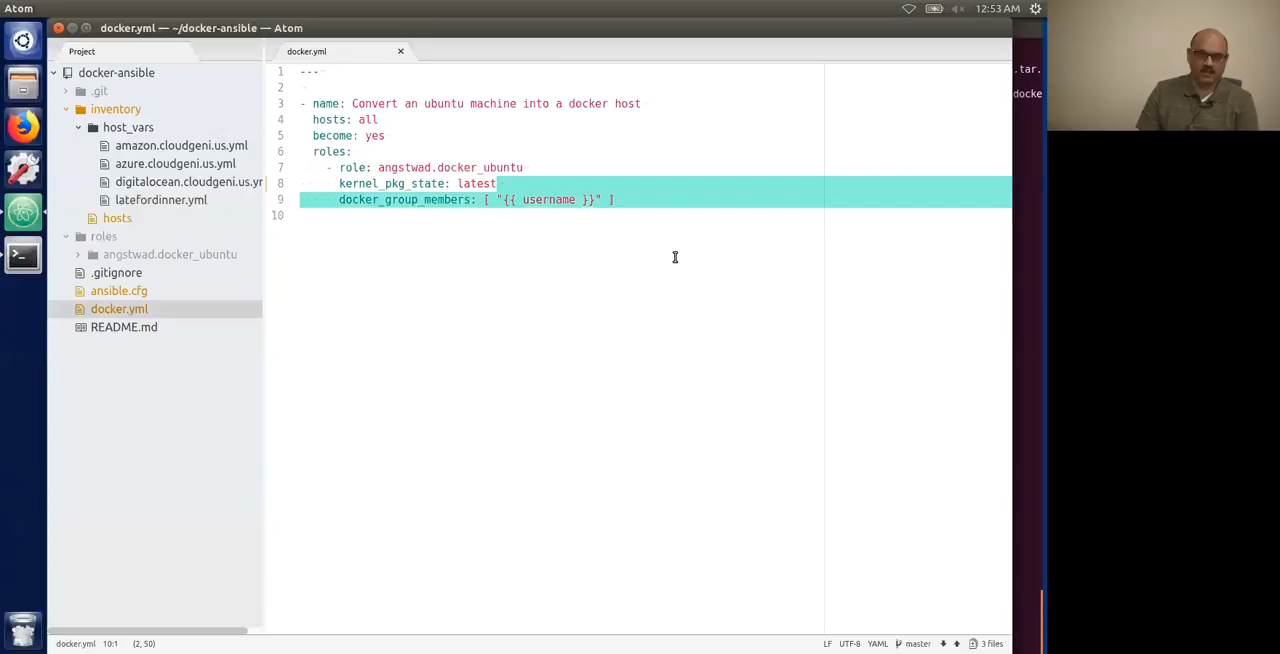 Atom
12:53 AM
docker.yml — ~/docker-ansible — Atom
Project
docker.yml
docker-ansible
.git
inventory
host_vars
amazon.cloudgeni.us.yml
azure.cloudgeni.us.yml
digitalocean.cloudgeni.us.yr
latefordinner.yml
hosts
roles
angstwad.docker_ubuntu
.gitignore
ansible.cfg
docker.yml
README.md
1 ---
2
3 - name: Convert an ubuntu machine into a docker host
4 hosts: all
5 become: yes
6 roles:
7 - role: angstwad.docker_ubuntu
8 kernel_pkg_state: latest
9 docker_group_members: [ "{{ username }}" ]
10
.tar.
docke
docker.yml 10:1 (2, 50)
LF UTF-8 YAML master 3 files